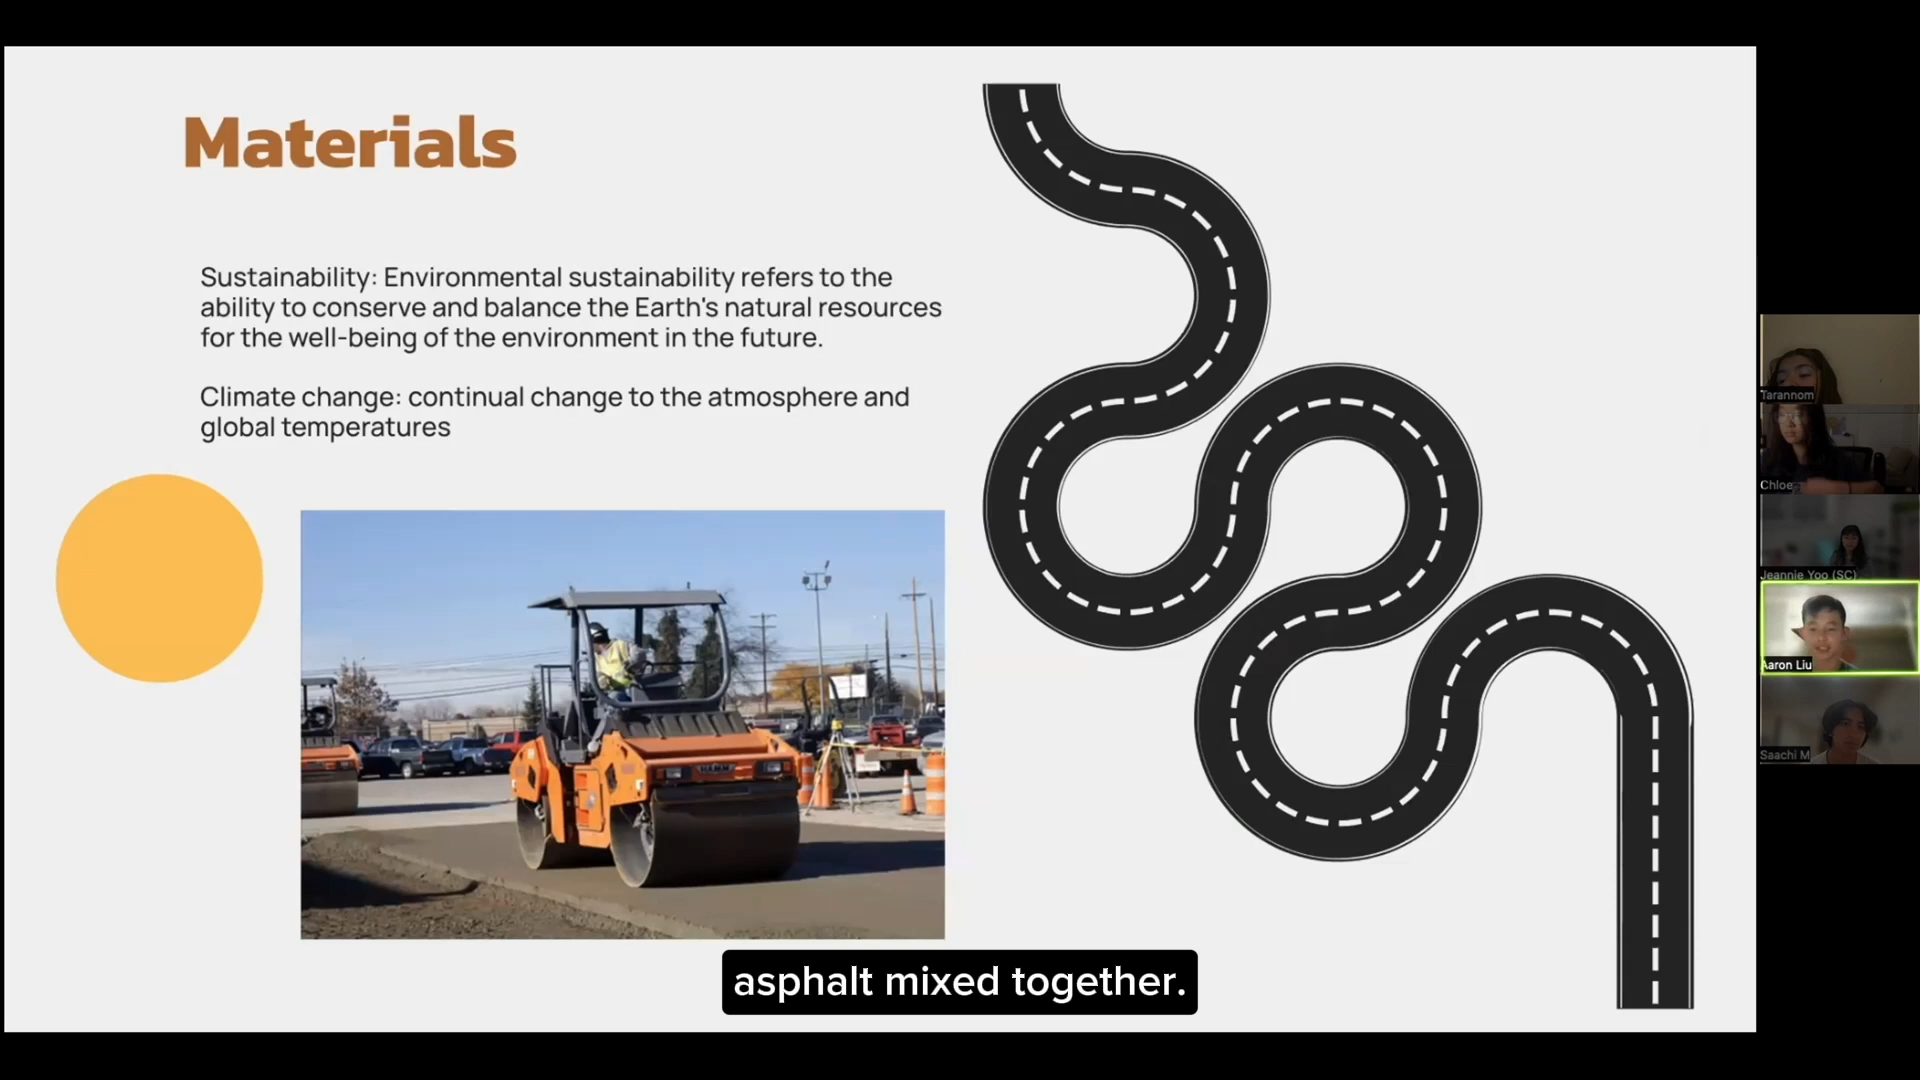 Materials
Sustainability: Environmental sustainability refers to the
ability to conserve and balance the Earth's natural resources
for the well-being of the environment in the future.
Climate change: continual change to the atmosphere and
global temperatures
HAMM
asphalt mixed together.
Tarannom
Chloe
Jeannie Yoo (SC)
Aaron Liu
Saachi M